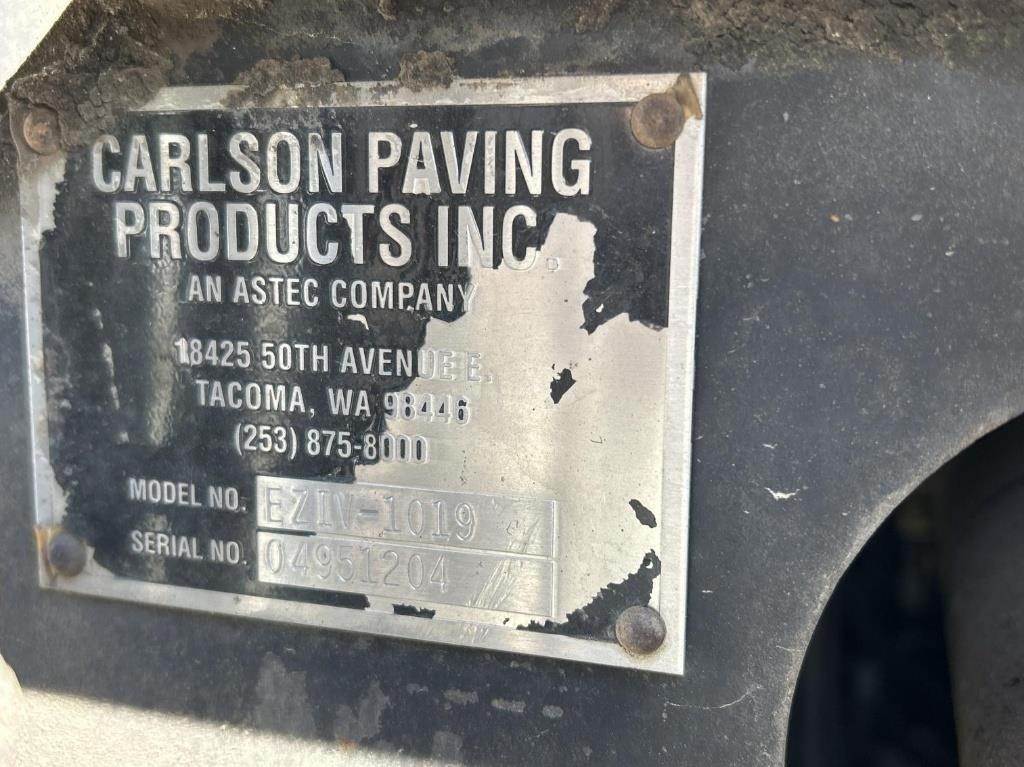 CARLSON PAVING
PRODUCTS INC.
AN ASTEC COMPANY
18425 50TH AVENUE E.
TACOMA, WA 98446
(253) 875-8000
MODEL NO. EZIV-1019
SERIAL NO. 04951204